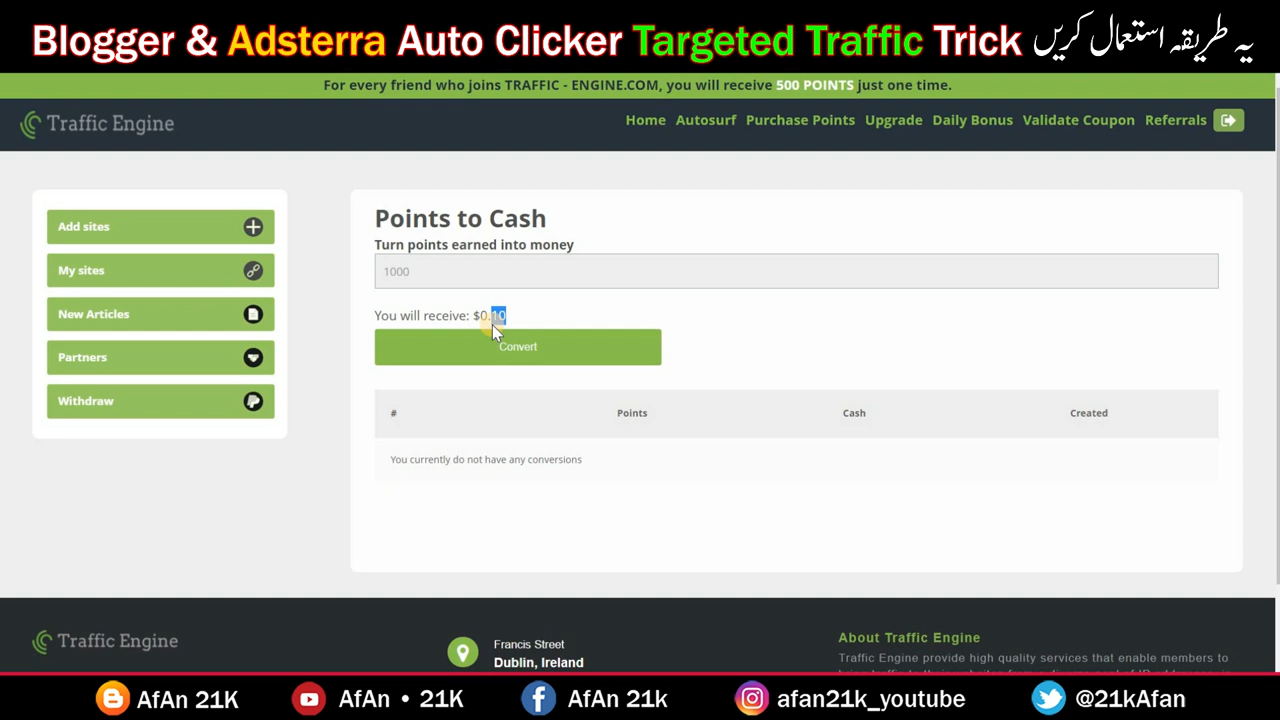 Blogger & Adsterra Auto Clicker Targeted Traffic Trick یہ طریقہ استعمال کریں
For every friend who joins TRAFFIC - ENGINE.COM, you will receive 500 POINTS just one time.
Traffic Engine
Home Autosurf Purchase Points Upgrade Daily Bonus Validate Coupon Referrals
Add sites
My sites
New Articles
Partners
Withdraw
Points to Cash
Turn points earned into money
1000
You will receive: $0.10
Convert
# Points Cash Created
You currently do not have any conversions
Traffic Engine
Francis Street
Dublin, Ireland
About Traffic Engine
Traffic Engine provide high quality services that enable members to
AfAn 21K AfAn • 21K AfAn 21k afan21k_youtube @21kAfan